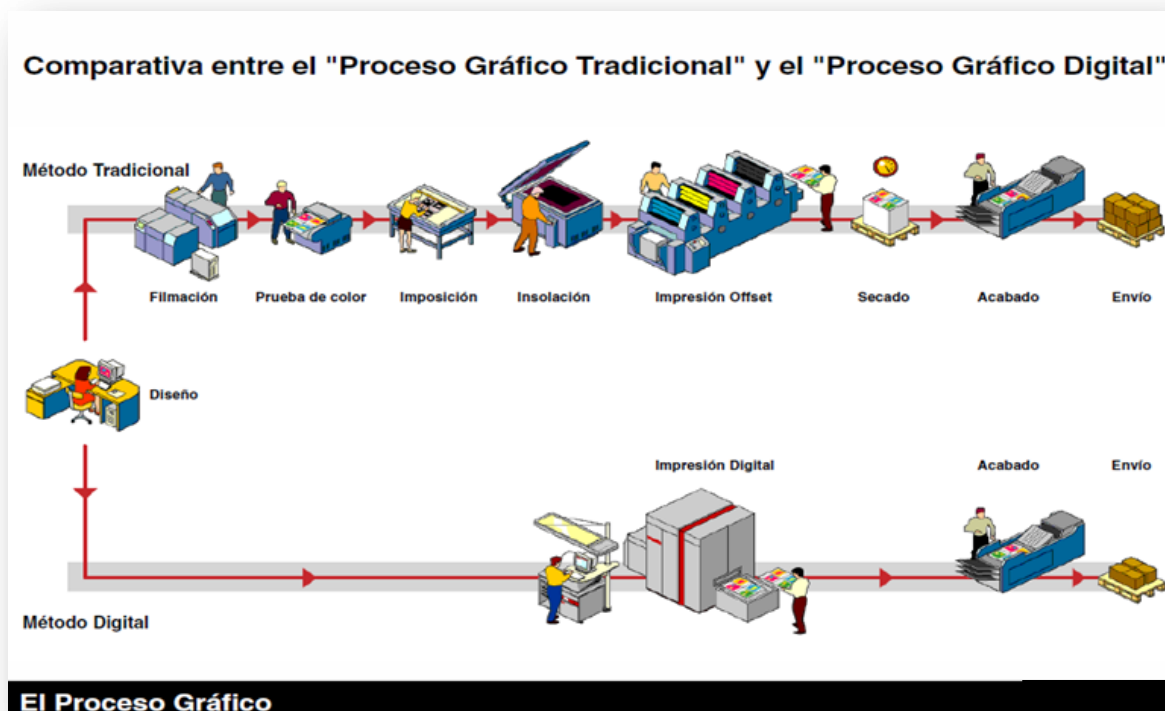 Comparativa entre el "Proceso Gráfico Tradicional" y el "Proceso Gráfico Digital"
Método Tradicional
Filmación Prueba de color Imposición Insolación Impresión Offset Secado Acabado Envío
Diseño
Impresión Digital Acabado Envío
Método Digital
El Proceso Gráfico